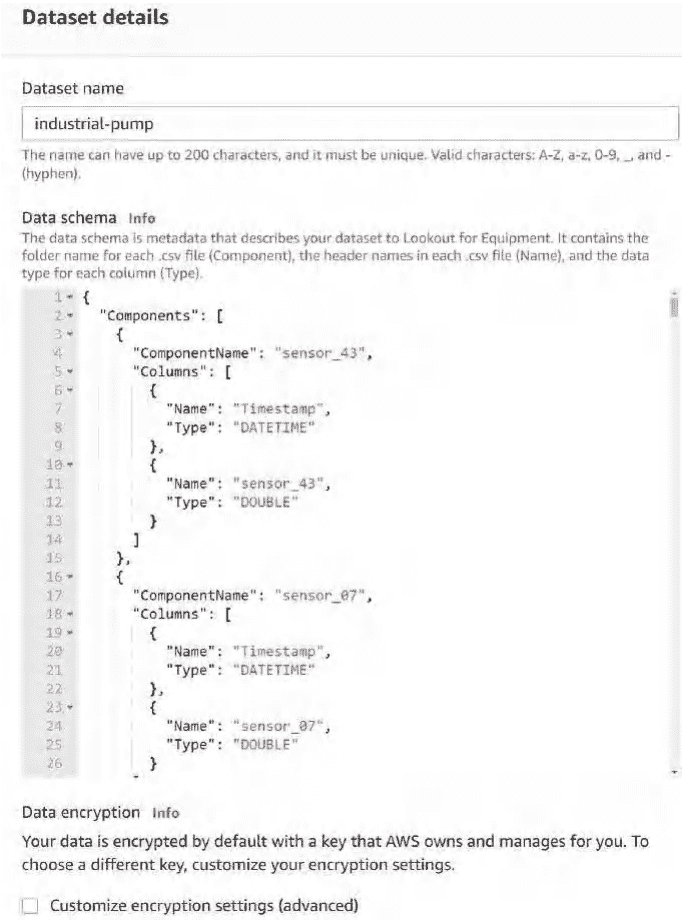 Dataset details
Dataset name
industrial-pump
The name can have up to 200 characters, and it must be unique. Valid characters: A-Z, a-z, 0-9, _, and -
(hyphen).
Data schema Info
The data schema is metadata that describes your dataset to Lookout for Equipment. It contains the
folder name for each .csv file (Component), the header names in each .csv file (Name), and the data
type for each column (Type).
1 {
2 "Components": [
3 {
4 "ComponentName": "sensor_43",
5 "Columns": [
6 {
7 "Name": "Timestamp",
8 "Type": "DATETIME"
9 },
10 {
11 "Name": "sensor_43",
12 "Type": "DOUBLE"
13 }
14 ]
15 },
16 {
17 "ComponentName": "sensor_07",
18 "Columns": [
19 {
20 "Name": "Timestamp",
21 "Type": "DATETIME"
22 },
23 {
24 "Name": "sensor_07",
25 "Type": "DOUBLE"
26 }
Data encryption Info
Your data is encrypted by default with a key that AWS owns and manages for you. To
choose a different key, customize your encryption settings.
Customize encryption settings (advanced)